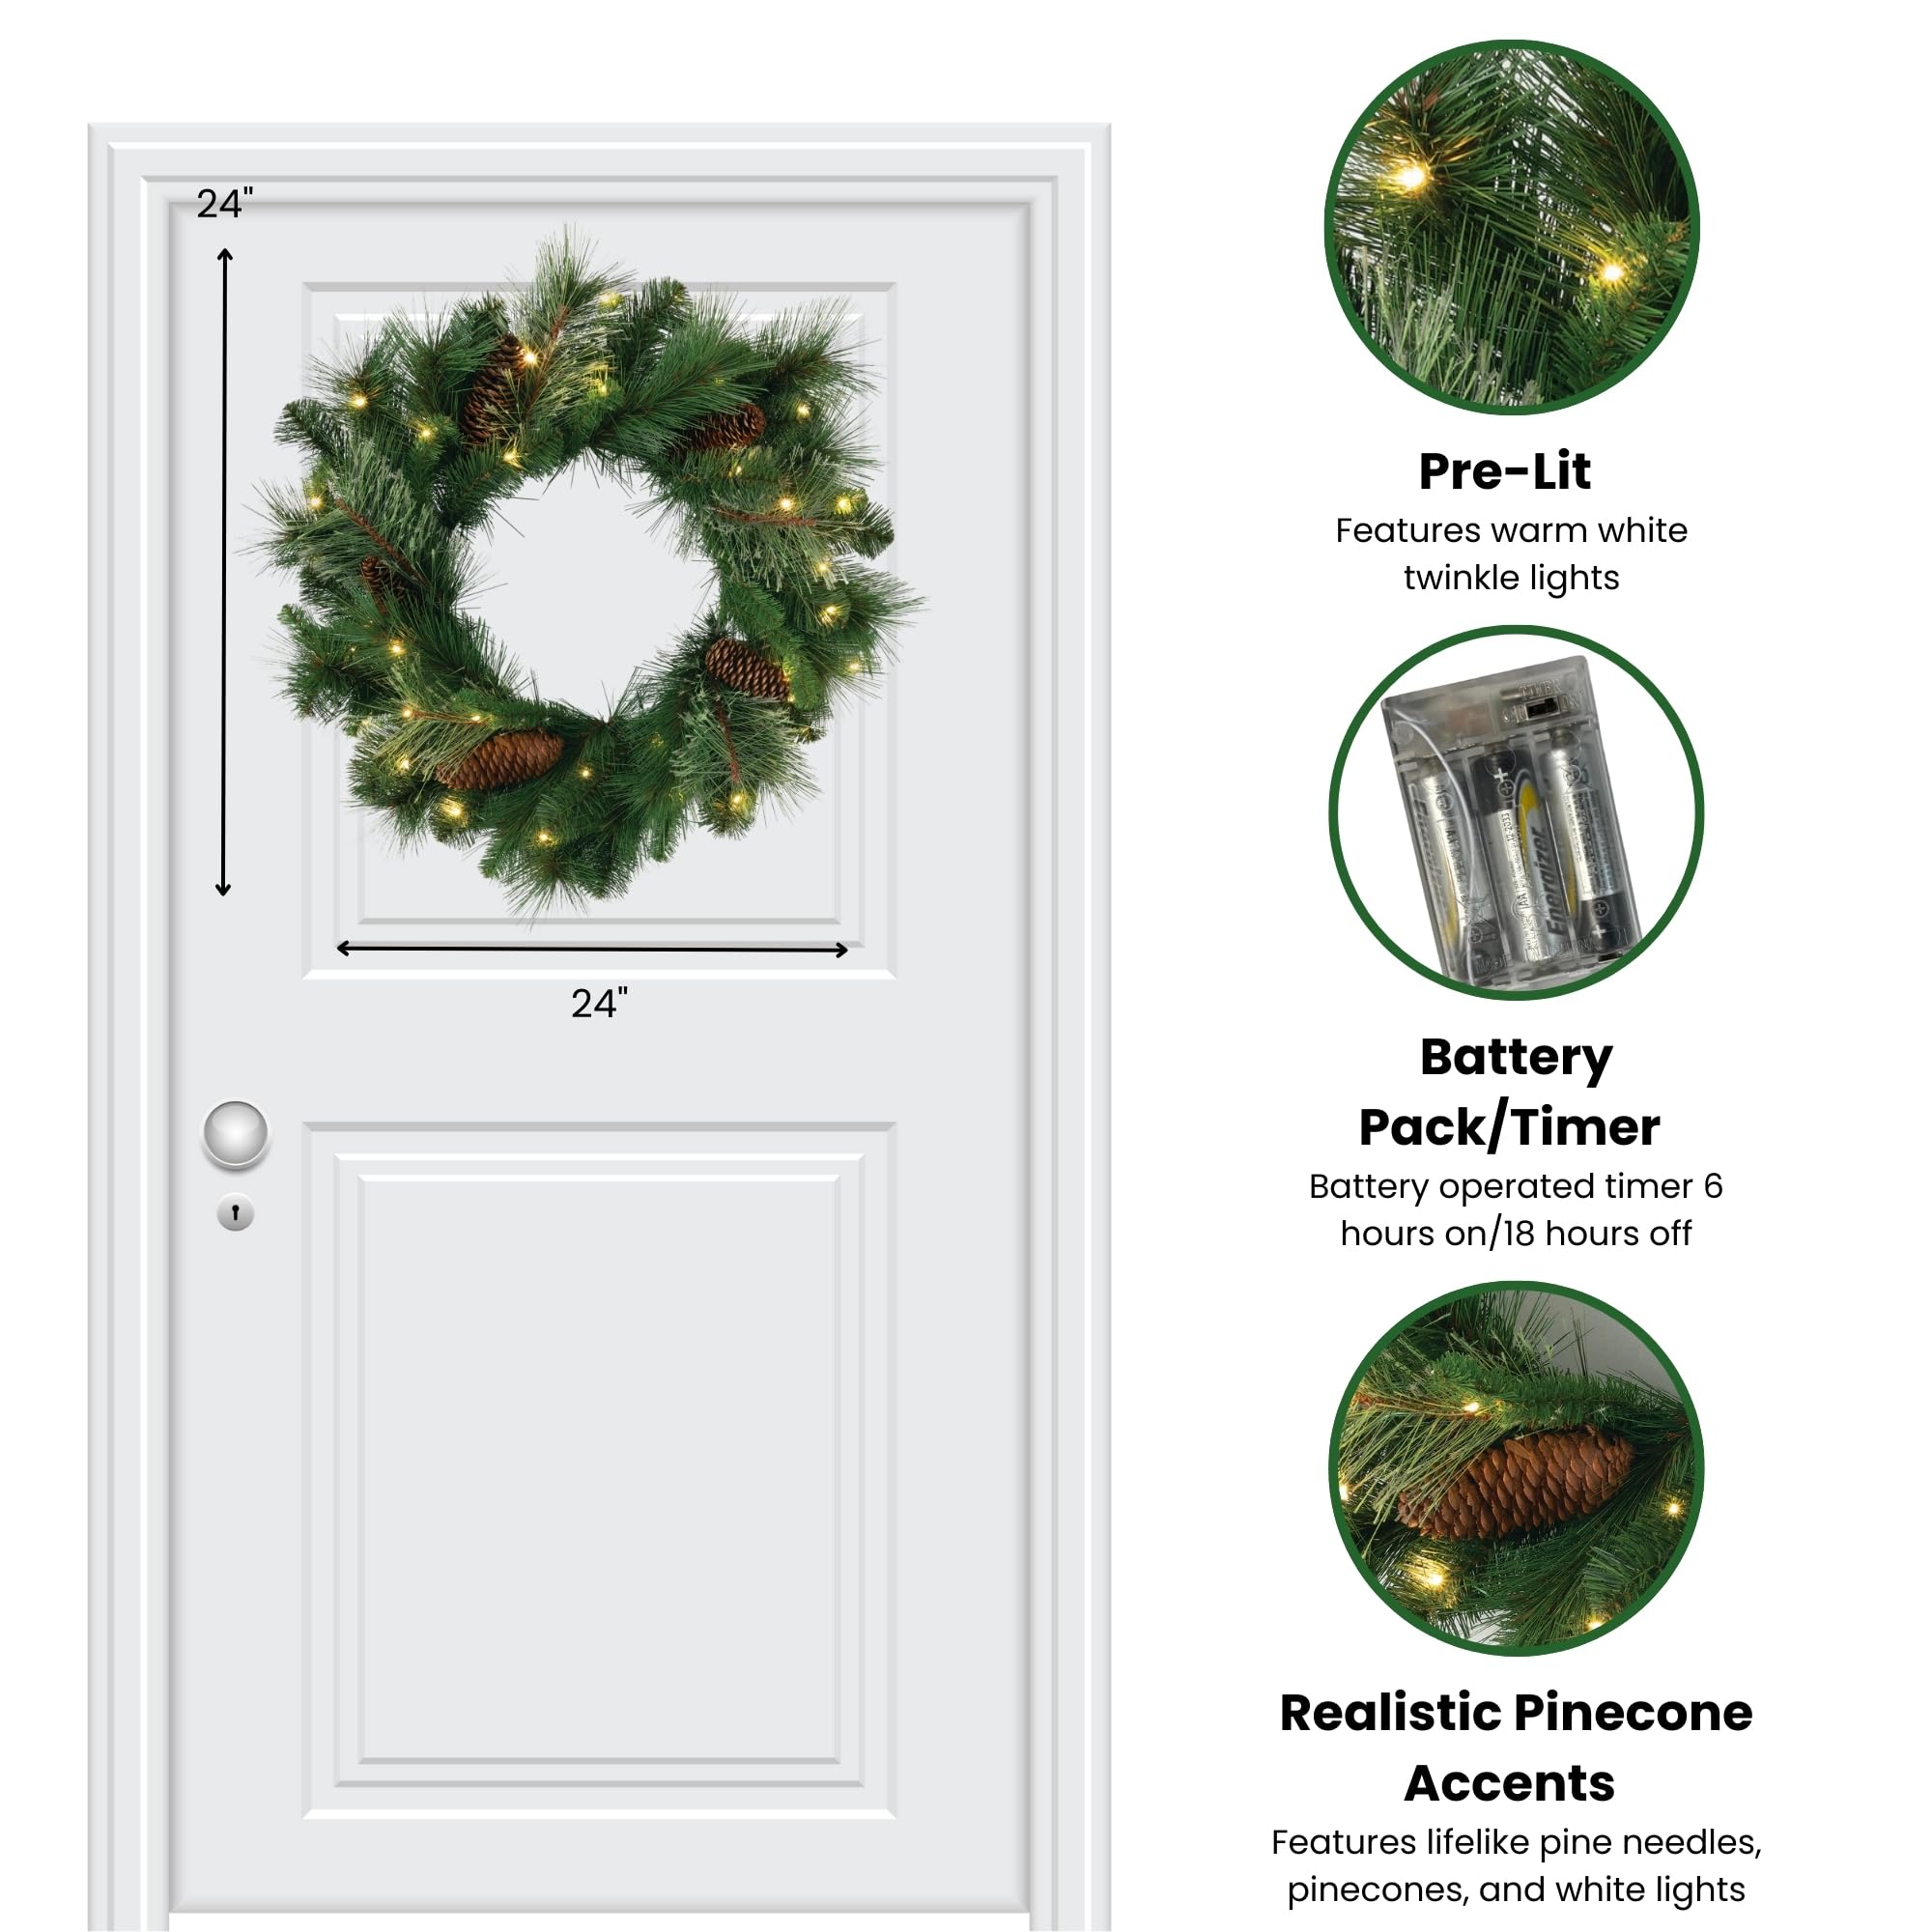 24"
24"
Pre-Lit
Features warm white
twinkle lights
Energizer
Battery
Pack/Timer
Battery operated timer 6
hours on/18 hours off
Realistic Pinecone
Accents
Features lifelike pine needles,
pinecones, and white lights